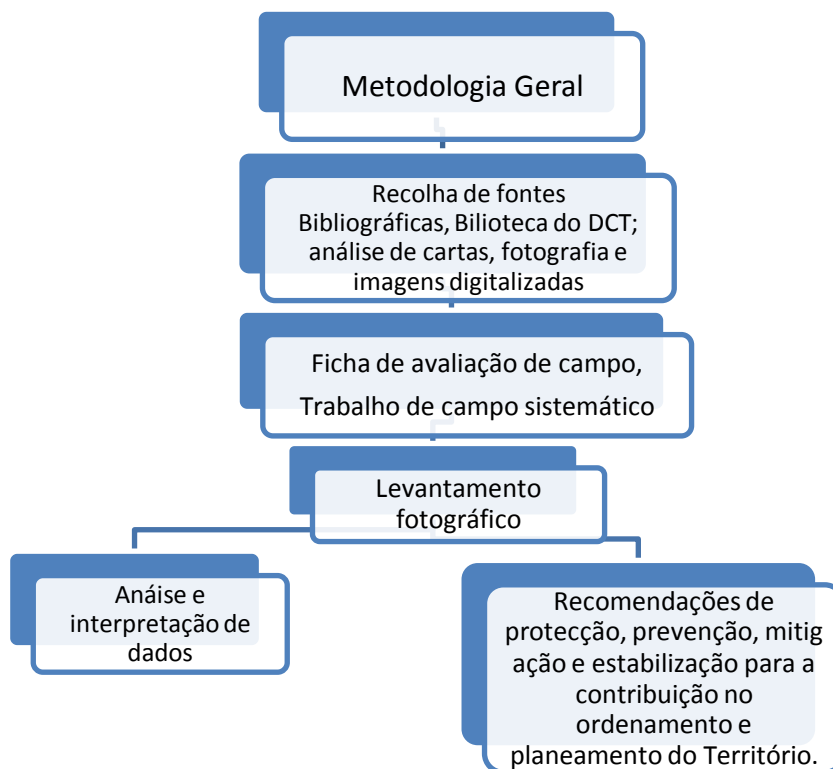 Metodologia Geral
Recolha de fontes
Bibliográficas, Bilioteca do DCT;
análise de cartas, fotografia e
imagens digitalizadas
Ficha de avaliação de campo,
Trabalho de campo sistemático
Levantamento
fotográfico
Anáise e
interpretação de
dados
Recomendações de
protecção, prevenção, mitig
ação e estabilização para a
contribuição no
ordenamento e
planeamento do Território.